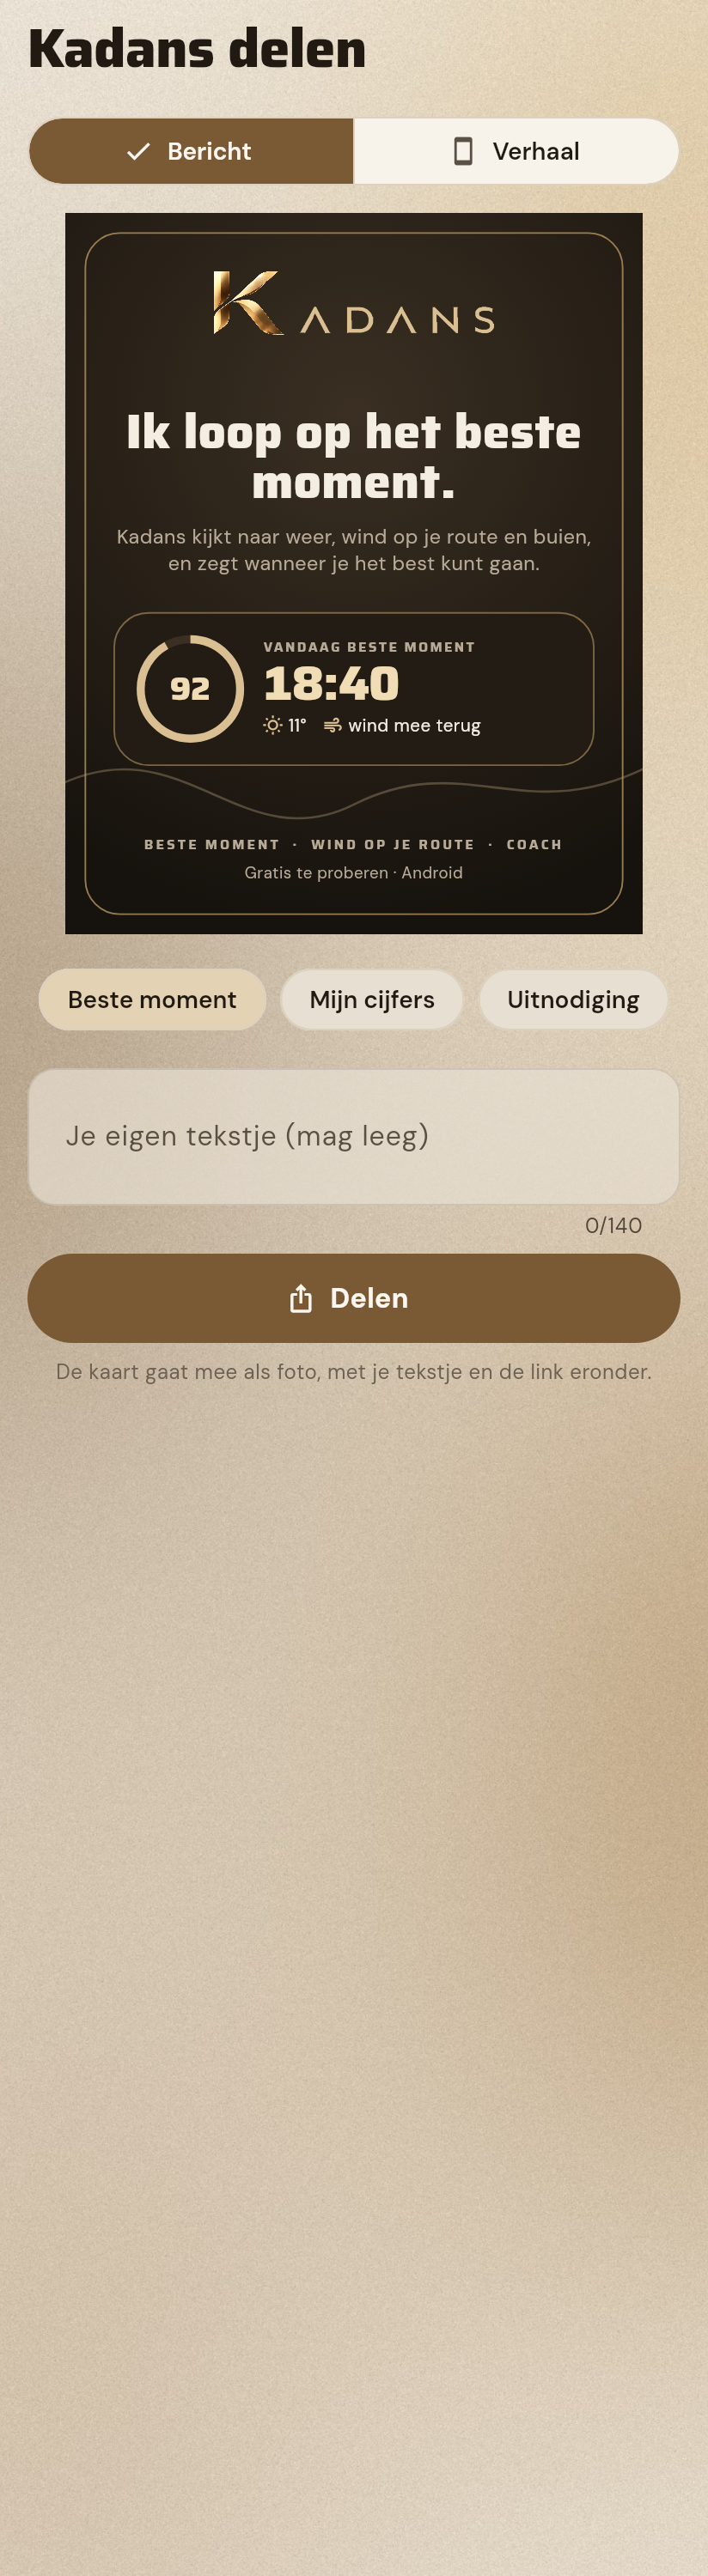 Kadans delen
Bericht
Verhaal
KADANS
Ik loop op het beste
moment.
Kadans kijkt naar weer, wind op je route en buien,
en zegt wanneer je het best kunt gaan.
92
VANDAAG BESTE MOMENT
18:40
11° wind mee terug
BESTE MOMENT · WIND OP JE ROUTE · COACH
Gratis te proberen · Android
Beste moment
Mijn cijfers
Uitnodiging
Je eigen tekstje (mag leeg)
0/140
Delen
De kaart gaat mee als foto, met je tekstje en de link eronder.